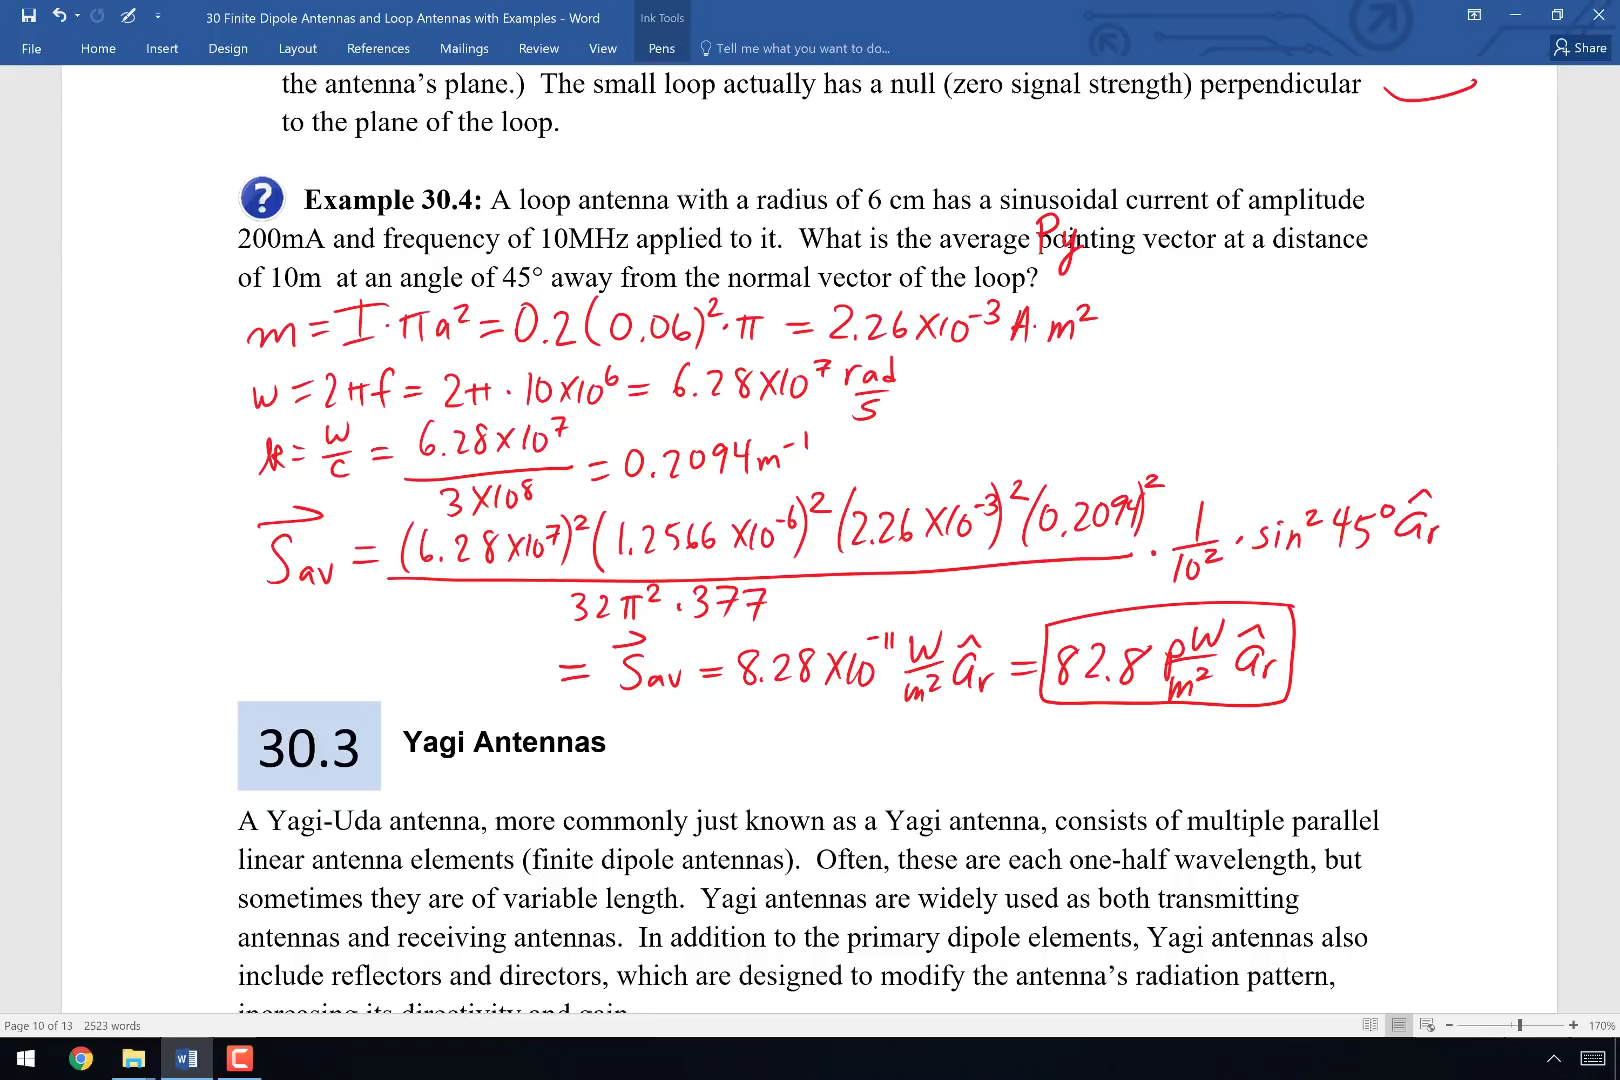 30 Finite Dipole Antennas and Loop Antennas with Examples - Word
Ink Tools
File Home Insert Design Layout References Mailings Review View Pens Tell me what you want to do... Share
the antenna's plane.) The small loop actually has a null (zero signal strength) perpendicular
to the plane of the loop.
? Example 30.4: A loop antenna with a radius of 6 cm has a sinusoidal current of amplitude
200mA and frequency of 10MHz applied to it. What is the average Poynting vector at a distance
of 10m at an angle of 45° away from the normal vector of the loop?
m = I · πa² = 0.2(0.06)² · π = 2.26 × 10⁻³ A · m²
w = 2πf = 2π · 10×10⁶ = 6.28×10⁷ rad/s
k = w/c = 6.28×10⁷ / 3×10⁸ = 0.2094 m⁻¹
S⃗av = (6.28×10⁷)² (1.2566×10⁻⁶)² (2.26×10⁻³)² (0.2094)² / 32π² · 377 · 1/10² · sin² 45° âr
= S⃗av = 8.28×10⁻¹¹ W/m² âr = 82.8 pW/m² âr
30.3 Yagi Antennas
A Yagi-Uda antenna, more commonly just known as a Yagi antenna, consists of multiple parallel
linear antenna elements (finite dipole antennas). Often, these are each one-half wavelength, but
sometimes they are of variable length. Yagi antennas are widely used as both transmitting
antennas and receiving antennas. In addition to the primary dipole elements, Yagi antennas also
include reflectors and directors, which are designed to modify the antenna's radiation pattern,
increasing its directivity and gain.
Page 10 of 13 2523 words 170%